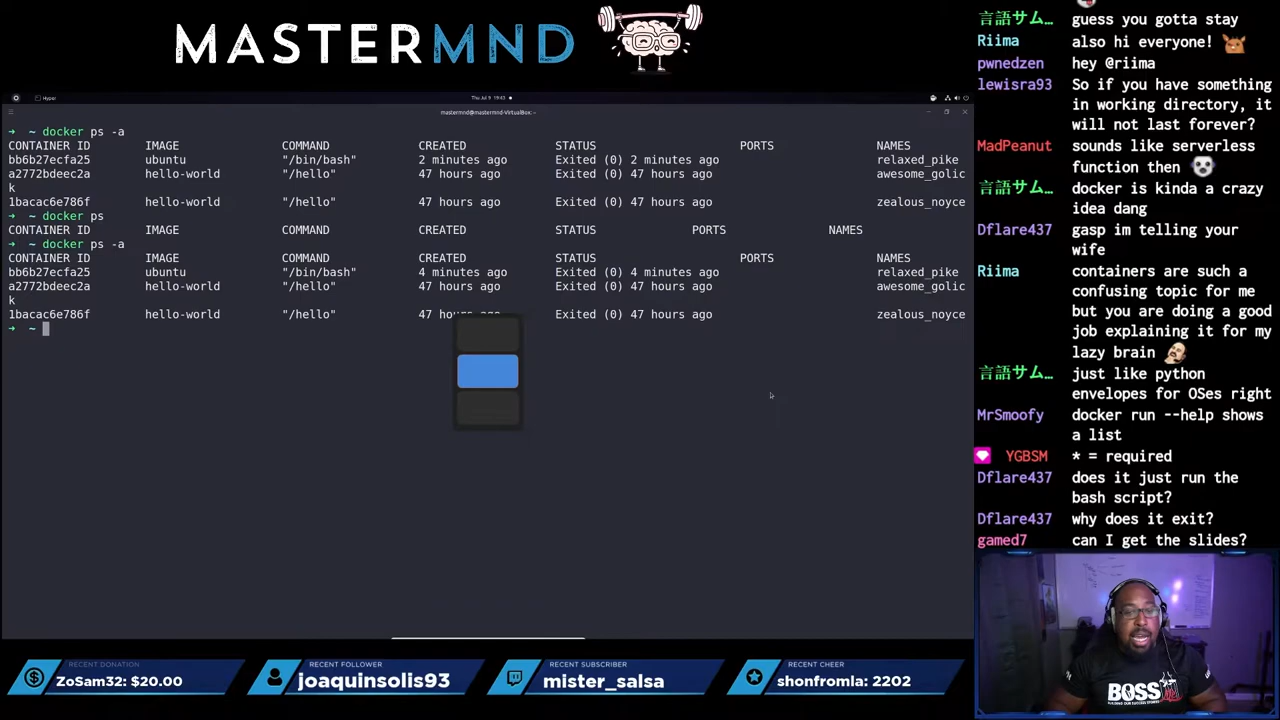 MASTERMND
Hyper
Thu Jul 9 19:43
mastermnd@mastermnd-VirtualBox:~
➜ ~ docker ps -a
CONTAINER ID IMAGE COMMAND CREATED STATUS PORTS NAMES
bb6b27ecfa25 ubuntu "/bin/bash" 2 minutes ago Exited (0) 2 minutes ago relaxed_pike
a2772bdeec2a hello-world "/hello" 47 hours ago Exited (0) 47 hours ago awesome_golic
k
1bacac6e786f hello-world "/hello" 47 hours ago Exited (0) 47 hours ago zealous_noyce
➜ ~ docker ps
CONTAINER ID IMAGE COMMAND CREATED STATUS PORTS NAMES
➜ ~ docker ps -a
CONTAINER ID IMAGE COMMAND CREATED STATUS PORTS NAMES
bb6b27ecfa25 ubuntu "/bin/bash" 4 minutes ago Exited (0) 4 minutes ago relaxed_pike
a2772bdeec2a hello-world "/hello" 47 hours ago Exited (0) 47 hours ago awesome_golic
k
1bacac6e786f hello-world "/hello" 47 hours ago Exited (0) 47 hours ago zealous_noyce
➜ ~
言語サム… guess you gotta stay
Riima also hi everyone!
pwnedzen hey @riima
lewisra93 So if you have something
in working directory, it
will not last forever?
MadPeanut sounds like serverless
function then
言語サム… docker is kinda a crazy
idea dang
Dflare437 gasp im telling your
wife
Riima containers are such a
confusing topic for me
but you are doing a good
job explaining it for my
lazy brain
言語サム… just like python
envelopes for OSes right
MrSmoofy docker run --help shows
a list
YGBSM * = required
Dflare437 does it just run the
bash script?
Dflare437 why does it exit?
gamed7 can I get the slides?
BOSS
RECENT DONATION
ZoSam32: $20.00
RECENT FOLLOWER
joaquinsolis93
RECENT SUBSCRIBER
mister_salsa
RECENT CHEER
shonfromla: 2202